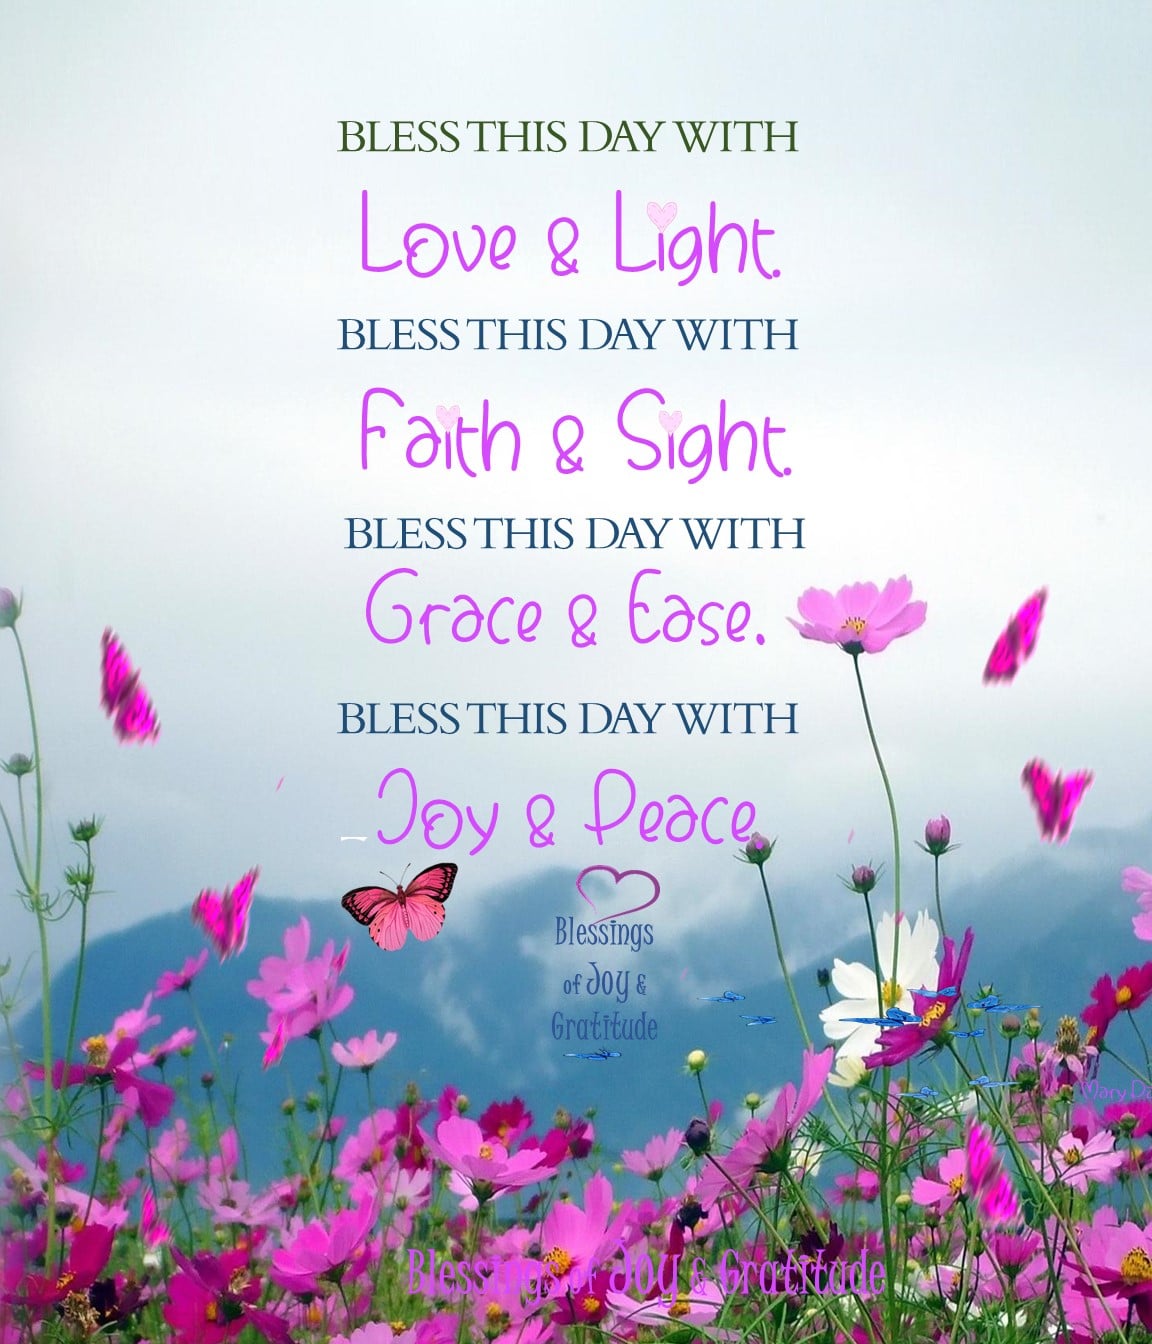 BLESS THIS DAY WITH
Love & Light.
BLESS THIS DAY WITH
Faith & Sight.
BLESS THIS DAY WITH
Grace & Ease.
BLESS THIS DAY WITH
Joy & Peace.
Blessings
of Joy &
Gratitude
Mary
Blessings of Joy & Gratitude